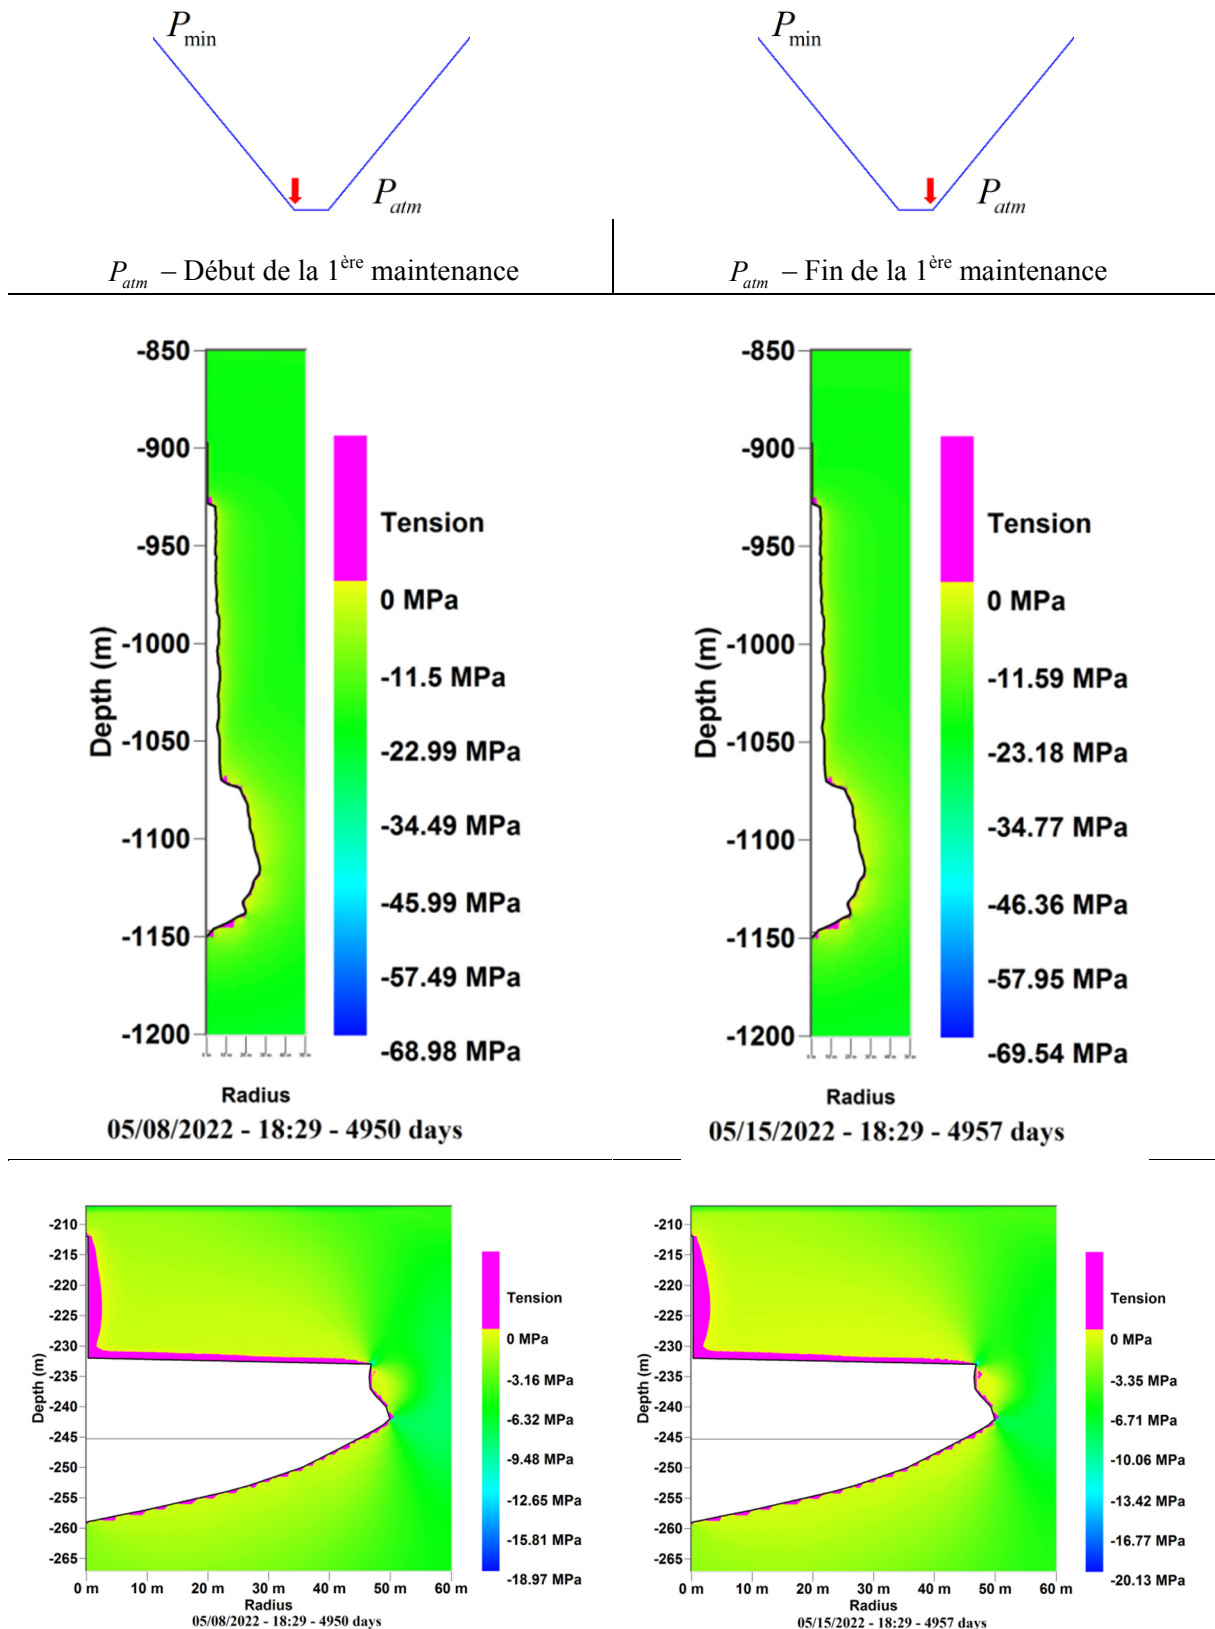 P_min
P_atm
P_min
P_atm
P_atm – Début de la 1ère maintenance
P_atm – Fin de la 1ère maintenance
-850
-900
-950
-1000
-1050
-1100
-1150
-1200
Depth (m)
Tension
0 MPa
-11.5 MPa
-22.99 MPa
-34.49 MPa
-45.99 MPa
-57.49 MPa
-68.98 MPa
Radius
05/08/2022 - 18:29 - 4950 days
-850
-900
-950
-1000
-1050
-1100
-1150
-1200
Depth (m)
Tension
0 MPa
-11.59 MPa
-23.18 MPa
-34.77 MPa
-46.36 MPa
-57.95 MPa
-69.54 MPa
Radius
05/15/2022 - 18:29 - 4957 days
-210
-215
-220
-225
-230
-235
-240
-245
-250
-255
-260
-265
Depth (m)
0 m 10 m 20 m 30 m 40 m 50 m 60 m
Radius
05/08/2022 - 18:29 - 4950 days
Tension
0 MPa
-3.16 MPa
-6.32 MPa
-9.48 MPa
-12.65 MPa
-15.81 MPa
-18.97 MPa
-210
-215
-220
-225
-230
-235
-240
-245
-250
-255
-260
-265
Depth (m)
0 m 10 m 20 m 30 m 40 m 50 m 60 m
Radius
05/15/2022 - 18:29 - 4957 days
Tension
0 MPa
-3.35 MPa
-6.71 MPa
-10.06 MPa
-13.42 MPa
-16.77 MPa
-20.13 MPa